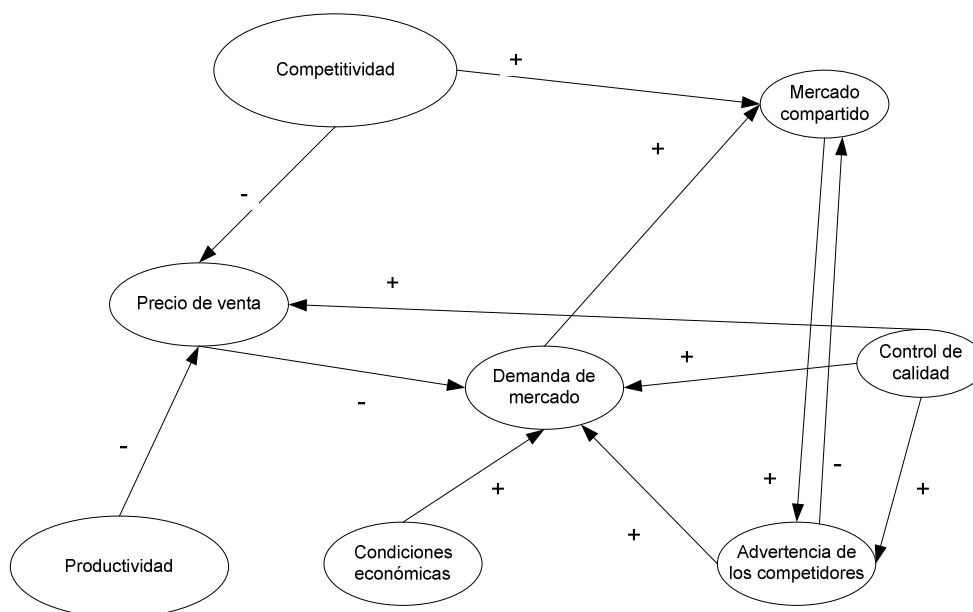 Competitividad
+
Mercado
compartido
+
-
Precio de venta
+
Control de
calidad
+
Demanda de
mercado
-
-
+
-
+
+
+
Productividad
Condiciones
económicas
Advertencia de
los competidores